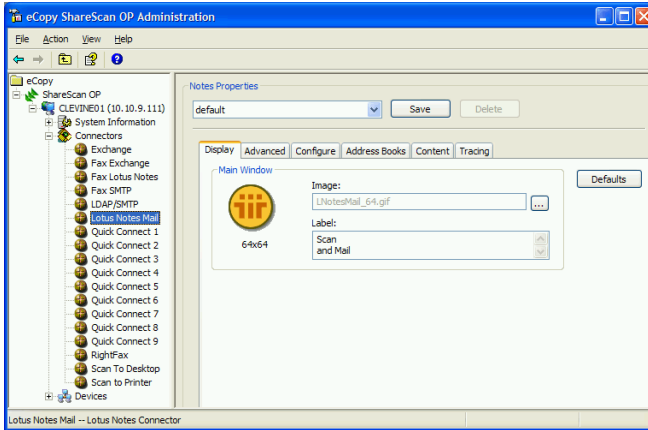 eCopy ShareScan OP Administration
File Action View Help
eCopy
ShareScan OP
CLEVINE01 (10.10.9.111)
System Information
Connectors
Exchange
Fax Exchange
Fax Lotus Notes
Fax SMTP
LDAP/SMTP
Lotus Notes Mail
Quick Connect 1
Quick Connect 2
Quick Connect 3
Quick Connect 4
Quick Connect 5
Quick Connect 6
Quick Connect 7
Quick Connect 8
Quick Connect 9
RightFax
Scan To Desktop
Scan to Printer
Devices
Notes Properties
default Save Delete
Display Advanced Configure Address Books Content Tracing
Main Window
Defaults
Image:
LNotesMail_64.gif ...
Label:
Scan
and Mail
64x64
Lotus Notes Mail -- Lotus Notes Connector